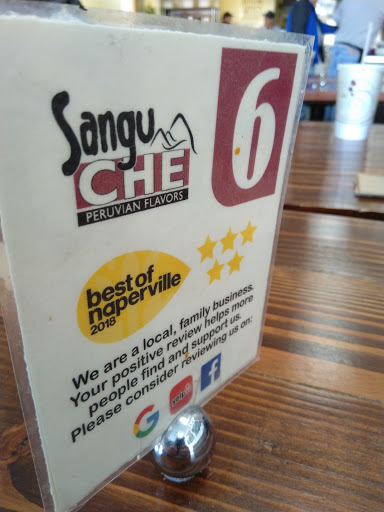 Sangu
CHE
PERUVIAN FLAVORS
6
best of
naperville
2018
We are a local, family business.
Your positive review helps more
people find and support us.
Please consider reviewing us on:
G
yelp
f